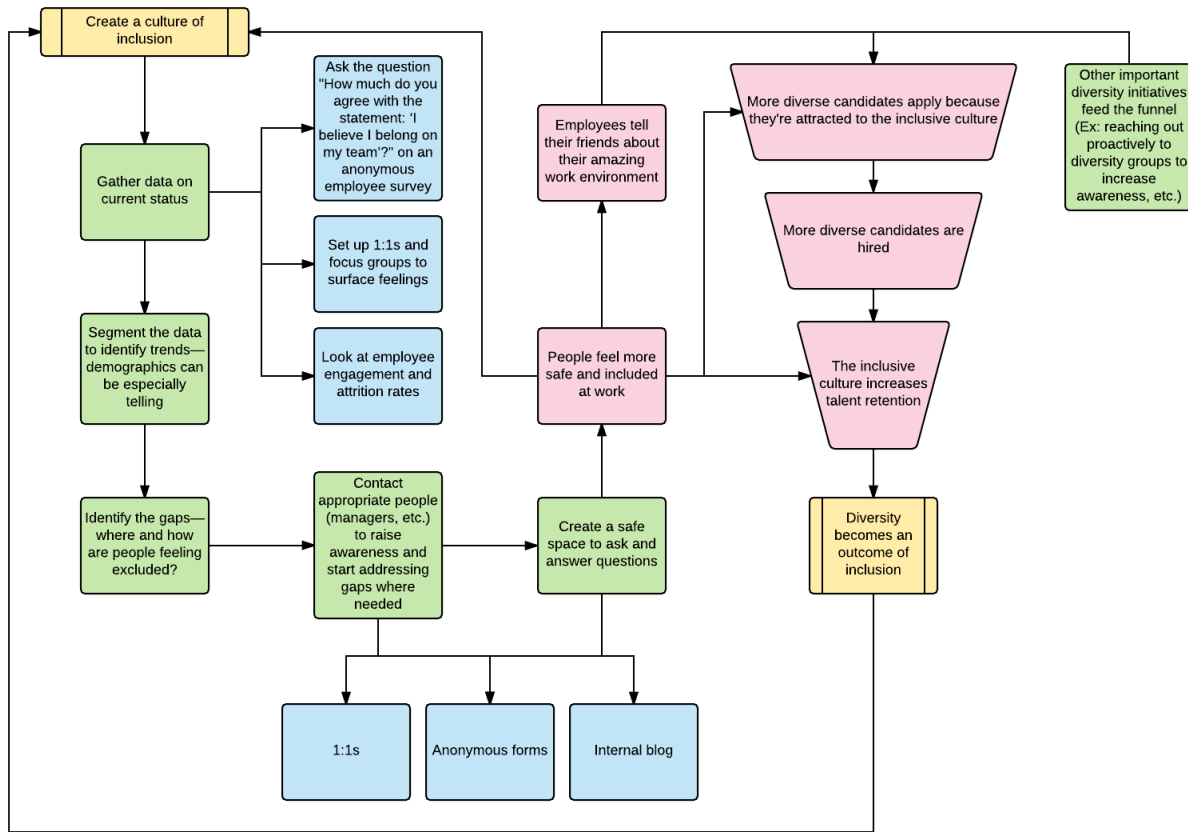 Create a culture of
inclusion
Ask the question
"How much do you
agree with the
statement: 'I
believe I belong on
my team'?" on an
anonymous
employee survey
Gather data on
current status
Set up 1:1s and
focus groups to
surface feelings
Look at employee
engagement and
attrition rates
Segment the data
to identify trends—
demographics can
be especially
telling
Identify the gaps—
where and how
are people feeling
excluded?
Contact
appropriate people
(managers, etc.)
to raise
awareness and
start addressing
gaps where
needed
Create a safe
space to ask and
answer questions
1:1s
Anonymous forms
Internal blog
People feel more
safe and included
at work
Employees tell
their friends about
their amazing
work environment
More diverse candidates apply because
they're attracted to the inclusive culture
Other important
diversity initiatives
feed the funnel
(Ex: reaching out
proactively to
diversity groups to
increase
awareness, etc.)
More diverse candidates are
hired
The inclusive
culture increases
talent retention
Diversity
becomes an
outcome of
inclusion